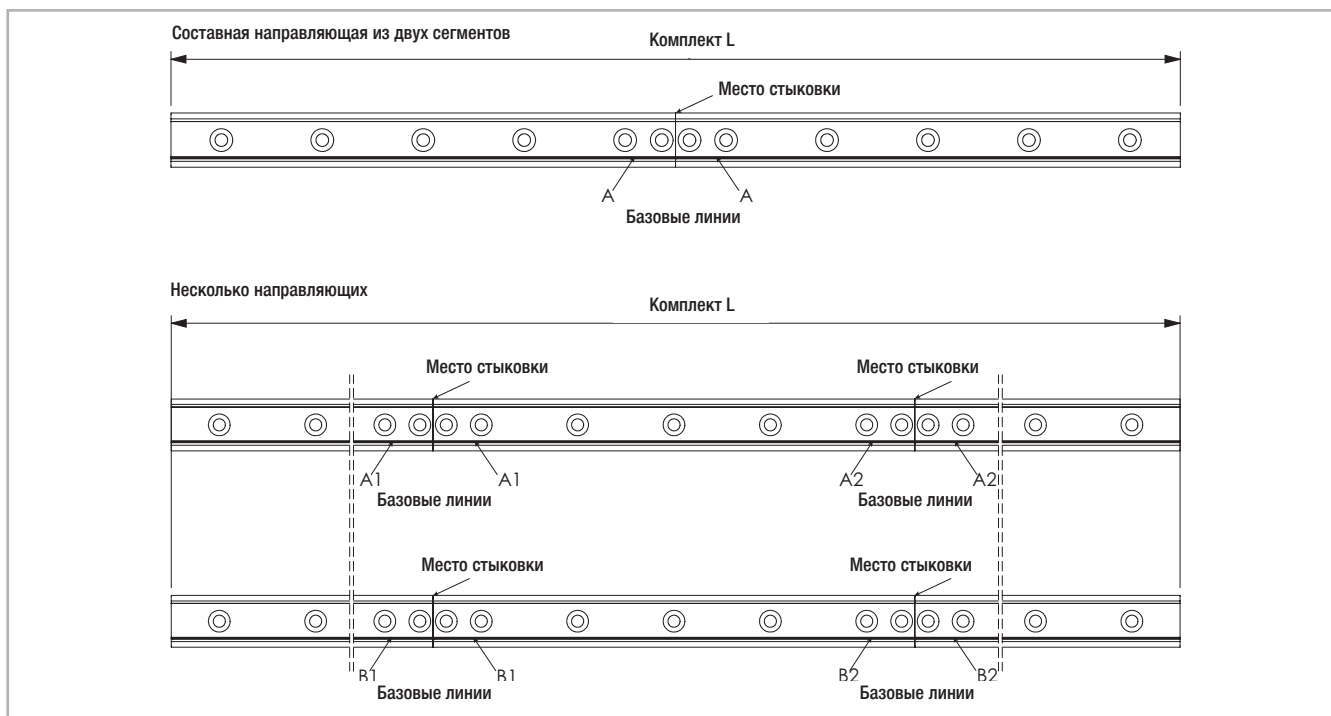 Составная направляющая из двух сегментов
Комплект L
Место стыковки
A A
Базовые линии
Несколько направляющих
Комплект L
Место стыковки Место стыковки
A1 A1 A2 A2
Базовые линии Базовые линии
Место стыковки Место стыковки
B1 B1 B2 B2
Базовые линии Базовые линии